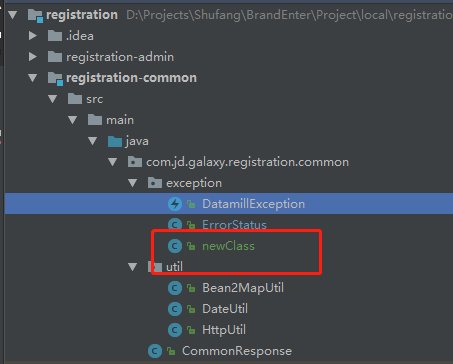 registration D:\Projects\Shufang\BrandEnter\Project\local\registratio
.idea
registration-admin
registration-common
src
main
java
com.jd.galaxy.registration.common
exception
DatamillException
ErrorStatus
newClass
util
Bean2MapUtil
DateUtil
HttpUtil
CommonResponse